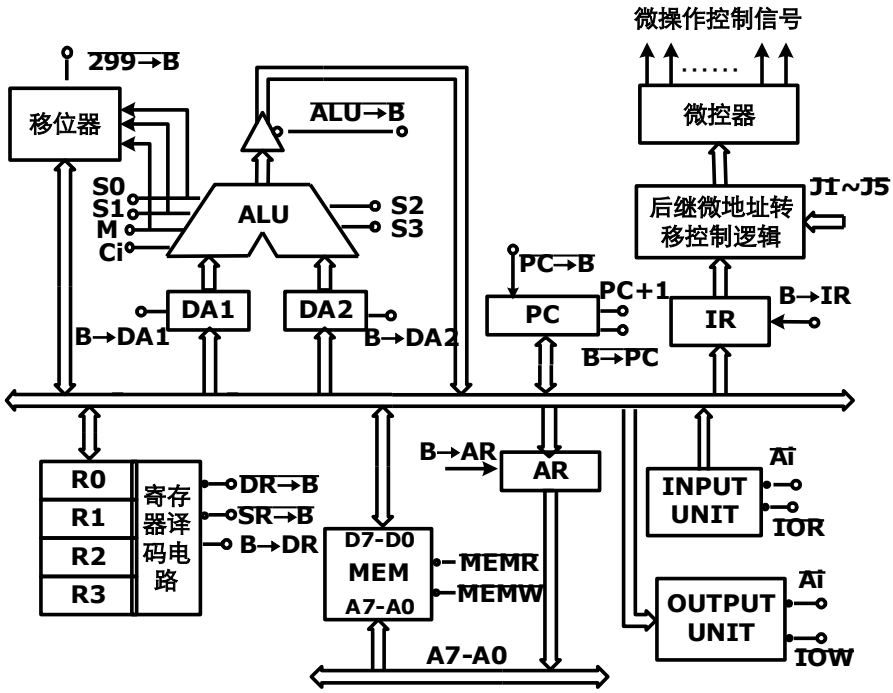 微操作控制信号
299→B
......
ALU→B
移位器
微控器
S0
S1
M
Ci
ALU
S2
S3
后继微地址转
移控制逻辑
J1~J5
PC→B
PC+1
B→IR
DA1
DA2
PC
IR
B→DA1
B→DA2
B→PC
R0
R1
R2
R3
寄存
器译
码电
路
DR→B
SR→B
B→DR
B→AR
AR
INPUT
UNIT
Ai
IOR
D7-D0
MEM
A7-A0
MEMR
MEMW
OUTPUT
UNIT
Ai
IOW
A7-A0